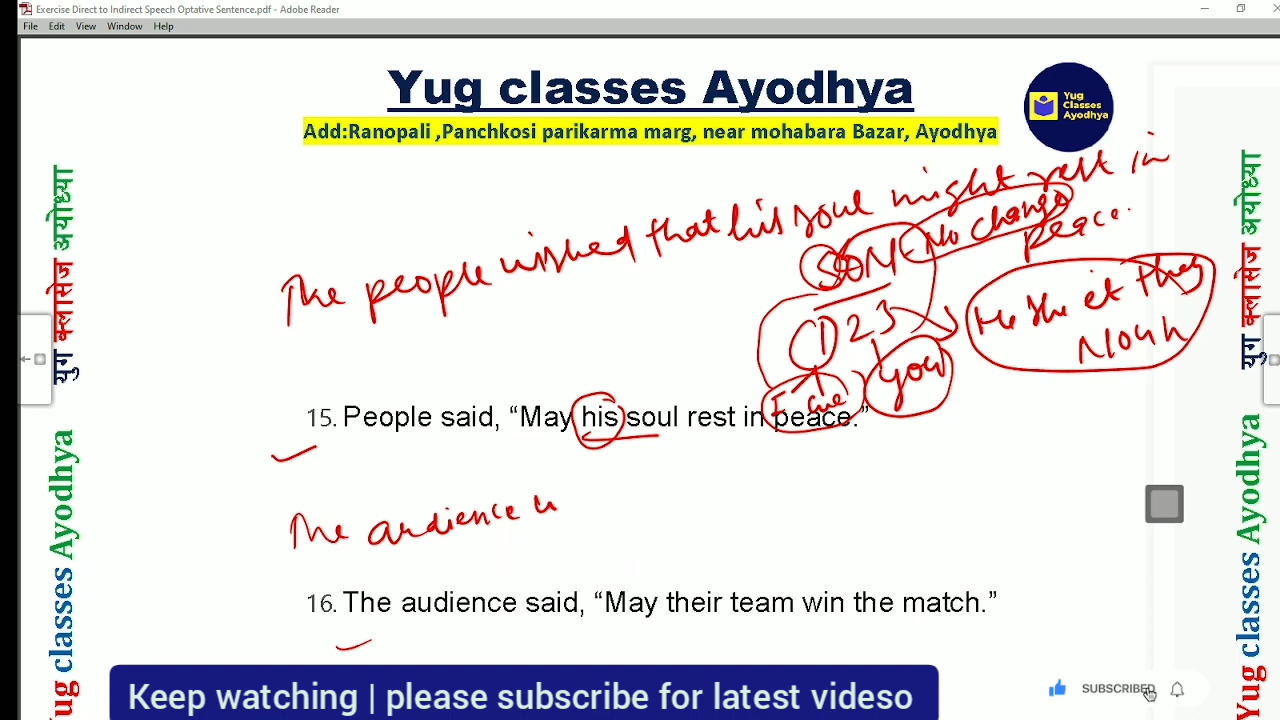 Exercise Direct to Indirect Speech Optative Sentence.pdf - Adobe Reader
File Edit View Window Help
Yug classes Ayodhya
Add:Ranopali ,Panchkosi parikarma marg, near mohabara Bazar, Ayodhya
Yug
Classes
Ayodhya
The people wished that his soul might rest in
peace.
SON - No change
1 2 3
I we
you
He She it They
Noun
15. People said, “May his soul rest in peace.”
The audience w
16. The audience said, “May their team win the match.”
युग क्लासेज अयोध्या
Yug classes Ayodhya
युग क्लासेज अयोध्या
Yug classes Ayodhya
Keep watching | please subscribe for latest videso
SUBSCRIBED